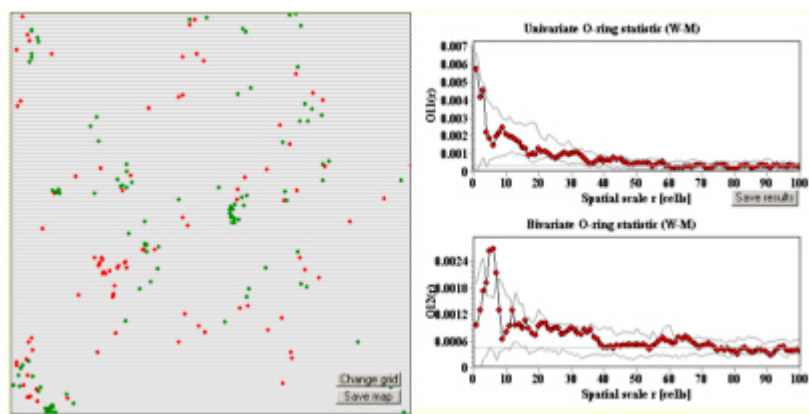 Change grid
Save map
Univariate O-ring statistic (W-M)
0.007
0.006
0.005
0.004
0.003
0.002
0.001
0
O11(r)
0 10 20 30 40 50 60 70 80 90 100
Spatial scale r [cells]
Save results
Bivariate O-ring statistic (W-M)
0.0024
0.0018
0.0012
0.0006
0
O12(r)
0 10 20 30 40 50 60 70 80 90 100
Spatial scale r [cells]